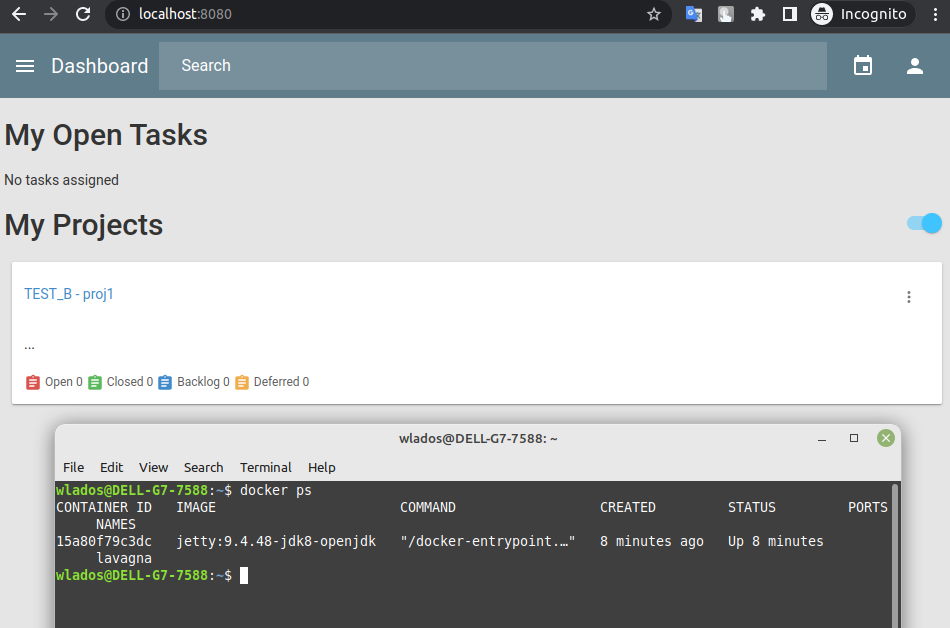 localhost:8080
Incognito
Dashboard
Search
My Open Tasks
No tasks assigned
My Projects
TEST_B - proj1
...
Open 0 Closed 0 Backlog 0 Deferred 0
wlados@DELL-G7-7588: ~
File Edit View Search Terminal Help
wlados@DELL-G7-7588:~$ docker ps
CONTAINER ID IMAGE COMMAND CREATED STATUS PORTS
NAMES
15a80f79c3dc jetty:9.4.48-jdk8-openjdk "/docker-entrypoint.…" 8 minutes ago Up 8 minutes
lavagna
wlados@DELL-G7-7588:~$